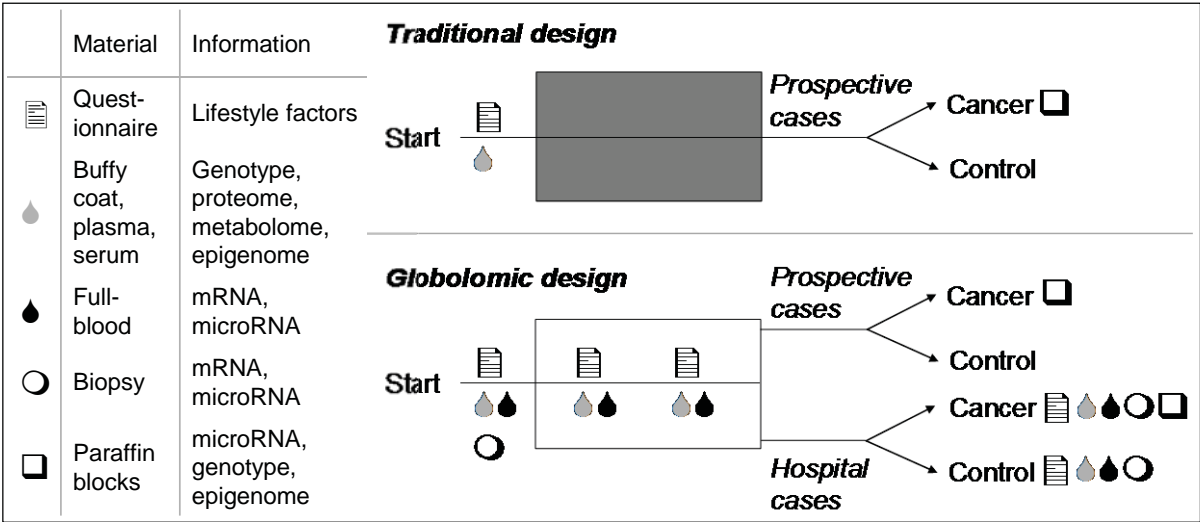 Material Information
Quest-
ionnaire
Lifestyle factors
Buffy
coat,
plasma,
serum
Genotype,
proteome,
metabolome,
epigenome
Full-
blood
mRNA,
microRNA
Biopsy
mRNA,
microRNA
Paraffin
blocks
microRNA,
genotype,
epigenome
Traditional design
Start
Prospective
cases
Cancer
Control
Globolomic design
Start
Prospective
cases
Cancer
Control
Hospital
cases
Cancer
Control